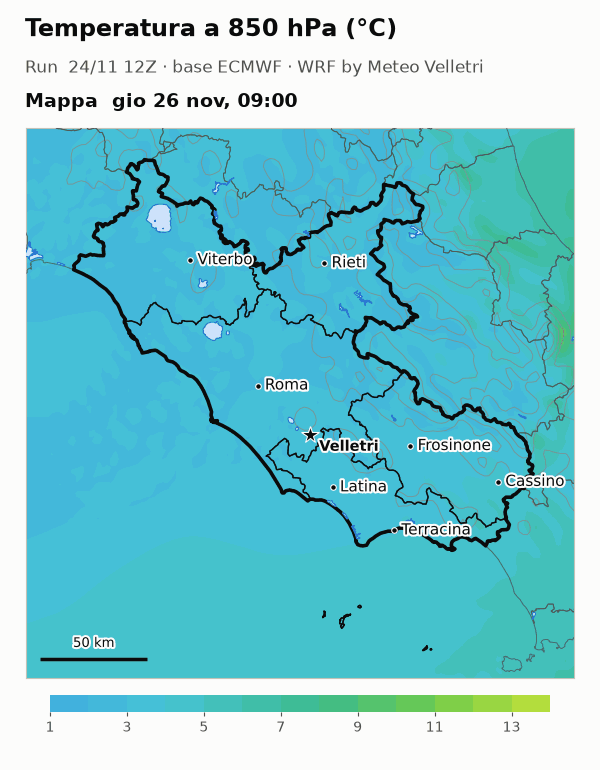 Temperatura a 850 hPa (°C)
Run  24/11 12Z · base ECMWF · WRF by Meteo Velletri
Mappa  gio 26 nov, 09:00
Viterbo
Rieti
Roma
Velletri
Frosinone
Cassino
Latina
Terracina
50 km
1 3 5 7 9 11 13